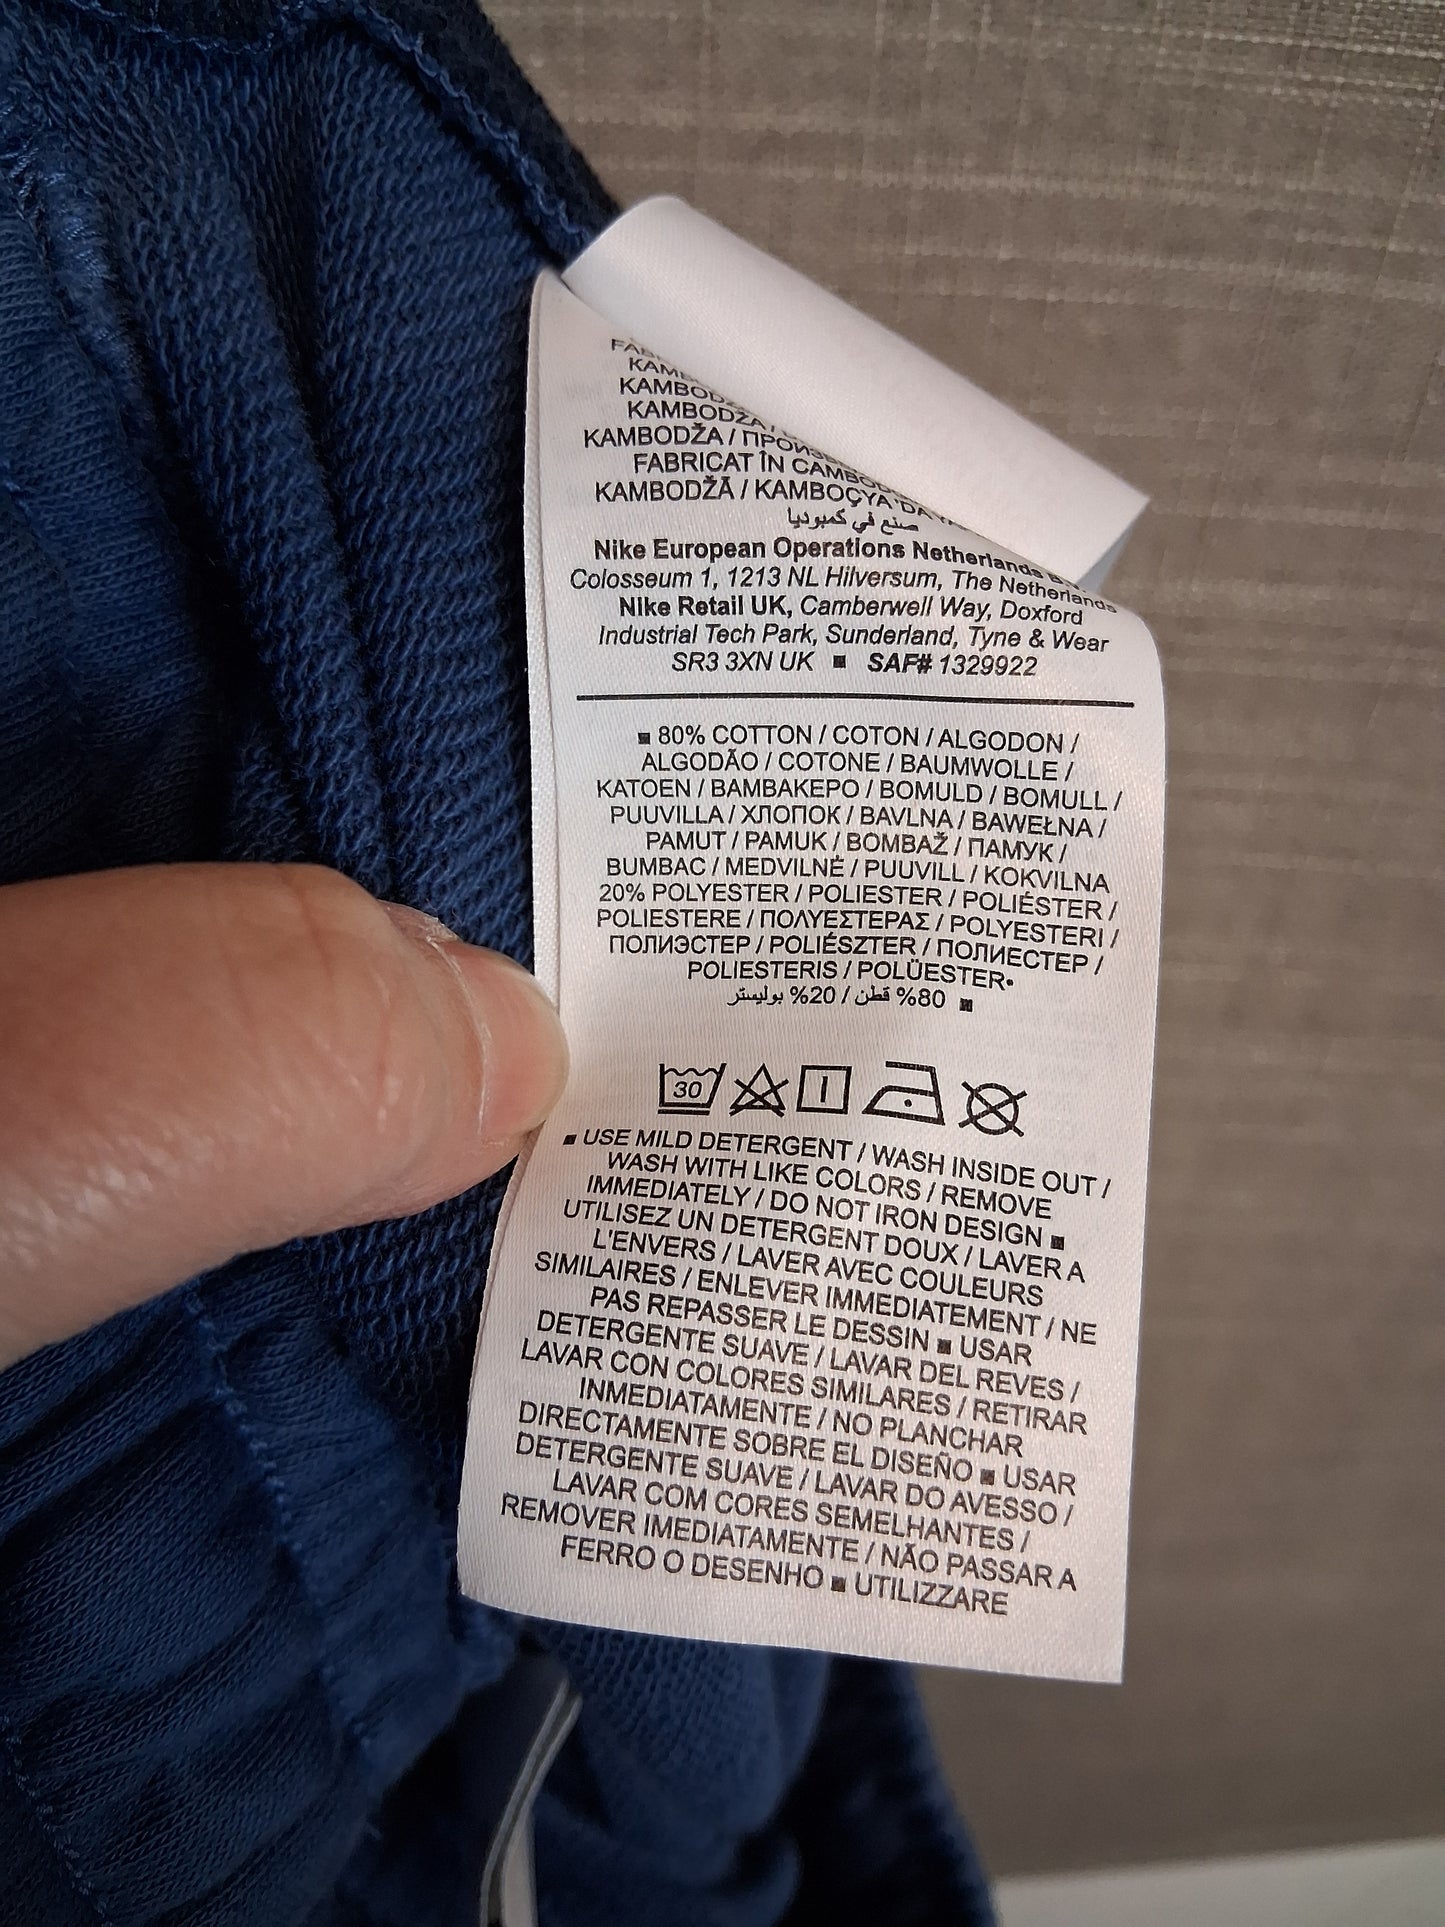 KAMBODŽA /
KAMBODŽA /
FABRICAT ÎN
KAMBODŽĀ / KAMBOÇYA'DA
صنع في كمبوديا
Nike European Operations Netherlands
Colosseum 1, 1213 NL Hilversum, The Netherlands
Nike Retail UK, Camberwell Way, Doxford
Industrial Tech Park, Sunderland, Tyne & Wear
SR3 3XN UK ■ SAF# 1329922
■ 80% COTTON / COTON / ALGODON /
ALGODÃO / COTONE / BAUMWOLLE /
KATOEN / ΒΑΜΒΑΚΕΡΟ / BOMULD / BOMULL /
PUUVILLA / ХЛОПОК / BAVLNA / BAWEŁNA /
PAMUT / PAMUK / BOMBAŽ / ПАМУК /
BUMBAC / MEDVILNĖ / PUUVILL / KOKVILNA
20% POLYESTER / POLIESTER / POLIÉSTER /
POLIESTERE / ΠΟΛΥΕΣΤΕΡΑΣ / POLYESTERI /
ПОЛИЭСТЕР / POLIÉSZTER / ПОЛИЕСТЕР /
POLIESTERIS / POLÜESTER•
80% قطن / 20% بوليستر ■
30
■ USE MILD DETERGENT / WASH INSIDE OUT /
WASH WITH LIKE COLORS / REMOVE
IMMEDIATELY / DO NOT IRON DESIGN ■
UTILISEZ UN DETERGENT DOUX / LAVER A
L'ENVERS / LAVER AVEC COULEURS
SIMILAIRES / ENLEVER IMMEDIATEMENT / NE
PAS REPASSER LE DESSIN ■ USAR
DETERGENTE SUAVE / LAVAR DEL REVES /
LAVAR CON COLORES SIMILARES / RETIRAR
INMEDIATAMENTE / NO PLANCHAR
DIRECTAMENTE SOBRE EL DISEÑO ■ USAR
DETERGENTE SUAVE / LAVAR DO AVESSO /
LAVAR COM CORES SEMELHANTES /
REMOVER IMEDIATAMENTE / NÃO PASSAR A
FERRO O DESENHO ■ UTILIZZARE